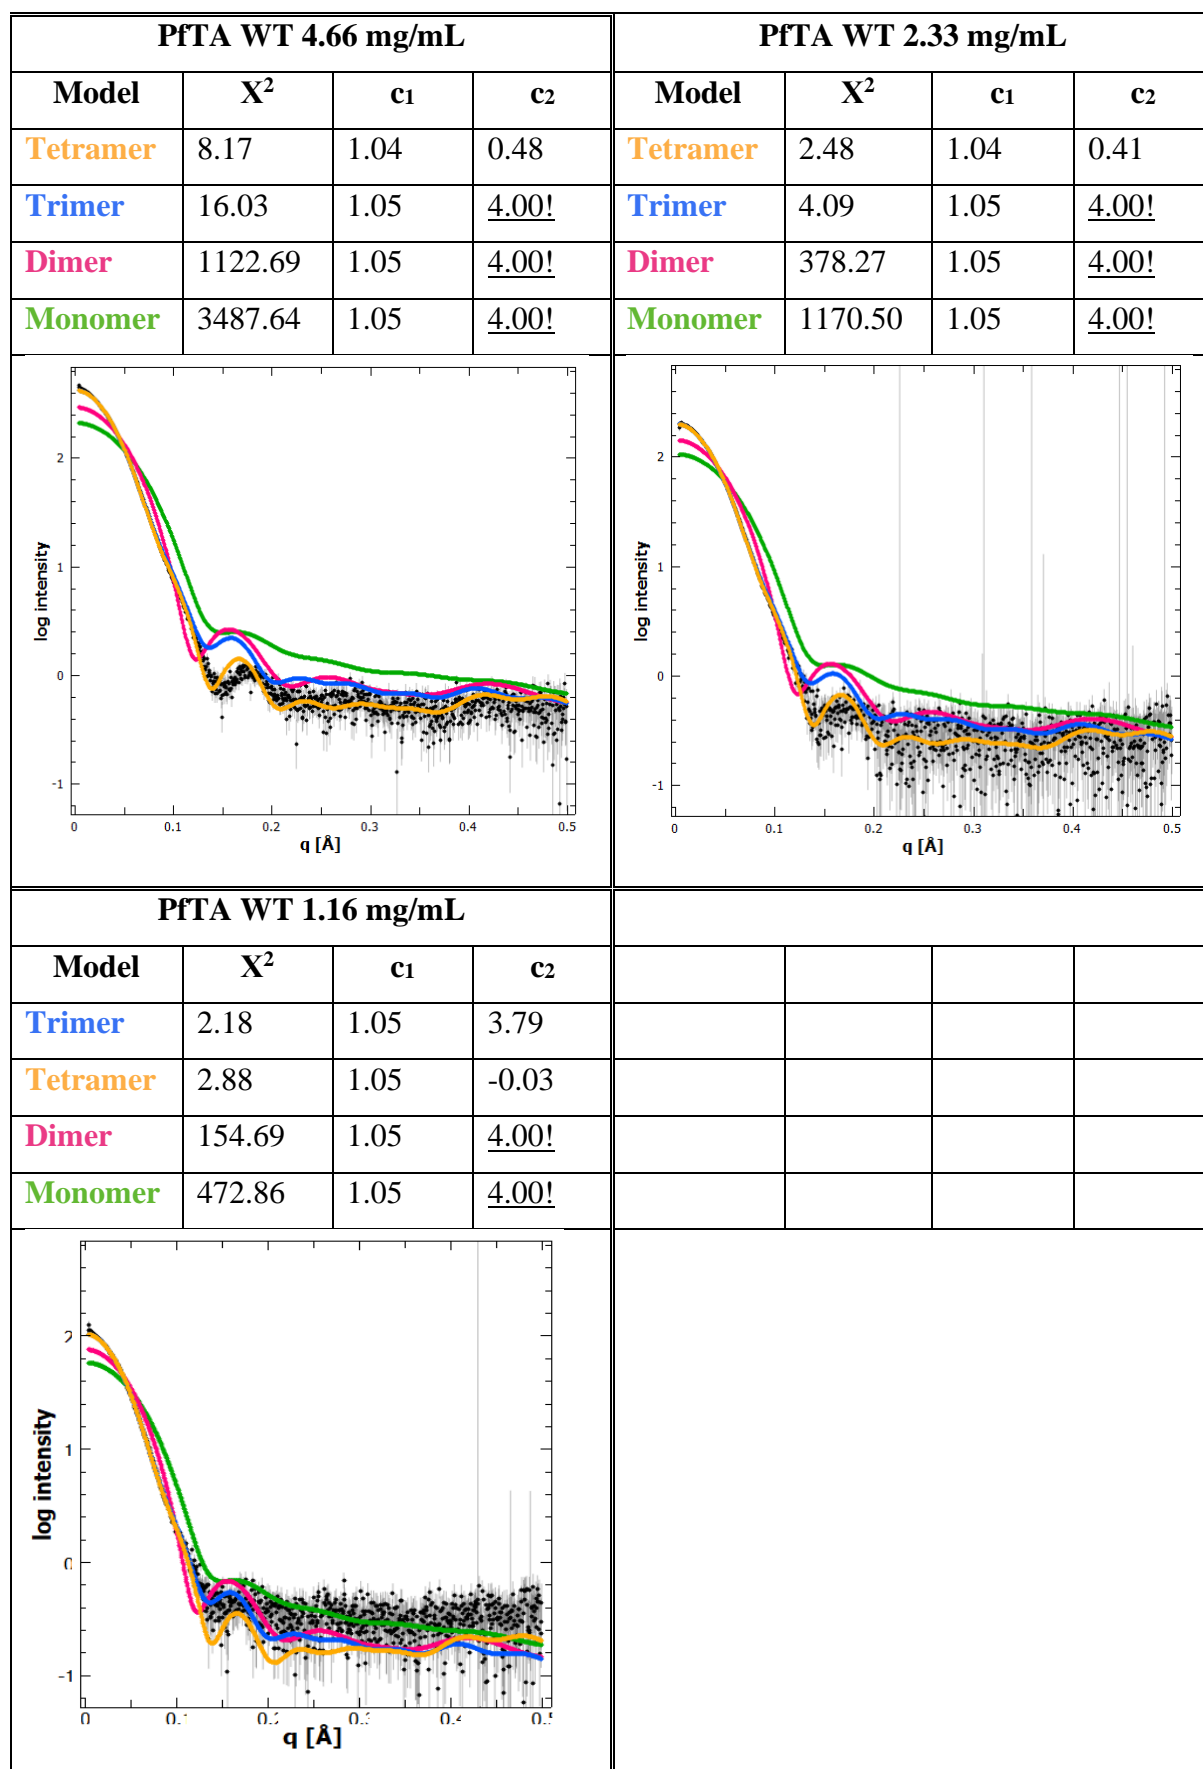 PfTA WT 4.66 mg/mL
Model X² c₁ c₂
Tetramer 8.17 1.04 0.48
Trimer 16.03 1.05 4.00!
Dimer 1122.69 1.05 4.00!
Monomer 3487.64 1.05 4.00!
2
1
0
-1
log intensity
0 0.1 0.2 0.3 0.4 0.5
q [Å]
PfTA WT 2.33 mg/mL
Model X² c₁ c₂
Tetramer 2.48 1.04 0.41
Trimer 4.09 1.05 4.00!
Dimer 378.27 1.05 4.00!
Monomer 1170.50 1.05 4.00!
2
1
0
-1
log intensity
0 0.1 0.2 0.3 0.4 0.5
q [Å]
PfTA WT 1.16 mg/mL
Model X² c₁ c₂
Trimer 2.18 1.05 3.79
Tetramer 2.88 1.05 -0.03
Dimer 154.69 1.05 4.00!
Monomer 472.86 1.05 4.00!
2
1
0
-1
log intensity
0
q [Å]